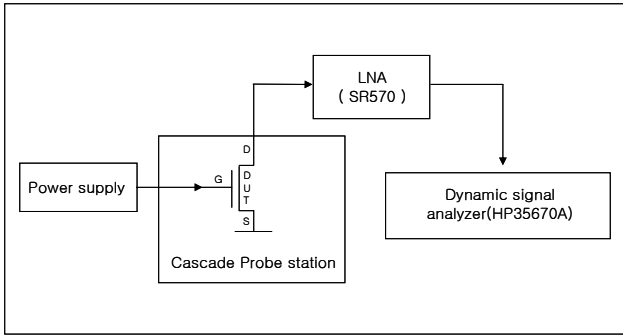 LNA
( SR570 )
Power supply
D
G
D
U
T
S
Cascade Probe station
Dynamic signal
analyzer(HP35670A)